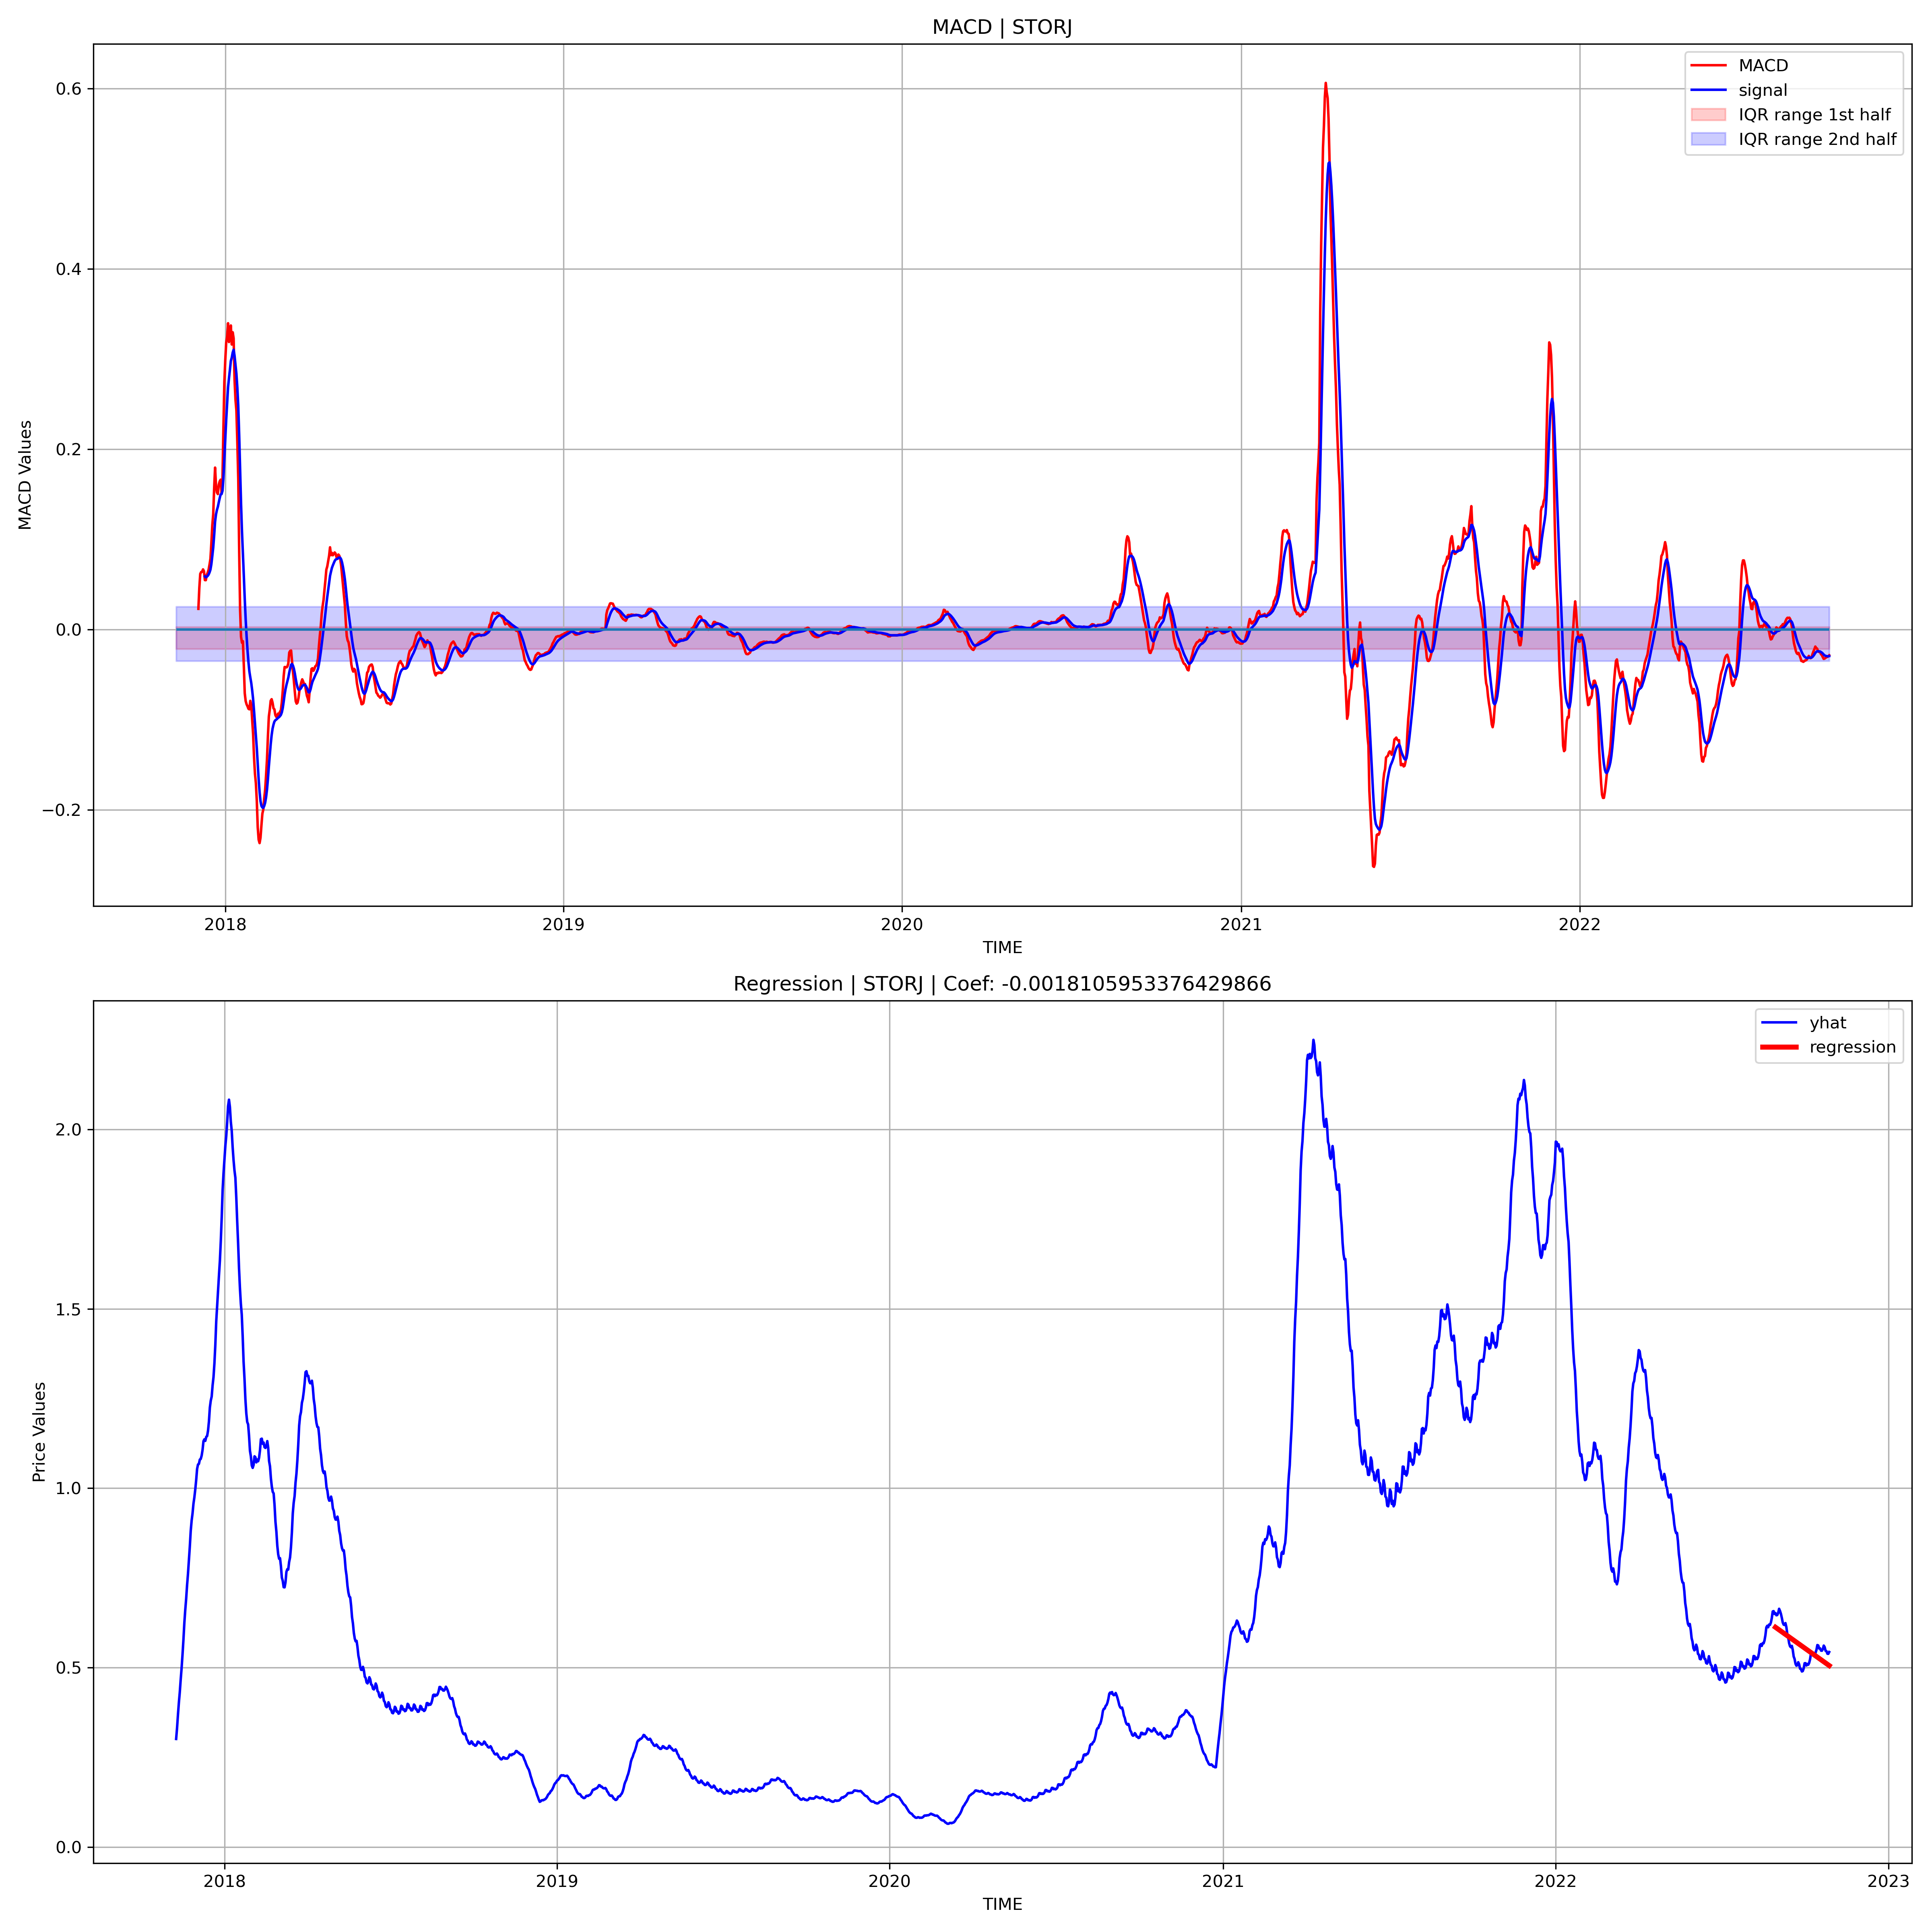 MACD | STORJ
MACD
signal
IQR range 1st half
IQR range 2nd half
0.6
0.4
0.2
0.0
−0.2
MACD Values
2018
2019
2020
2021
2022
TIME
Regression | STORJ | Coef: -0.0018105953376429866
yhat
regression
2.0
1.5
1.0
0.5
0.0
Price Values
2018
2019
2020
2021
2022
2023
TIME